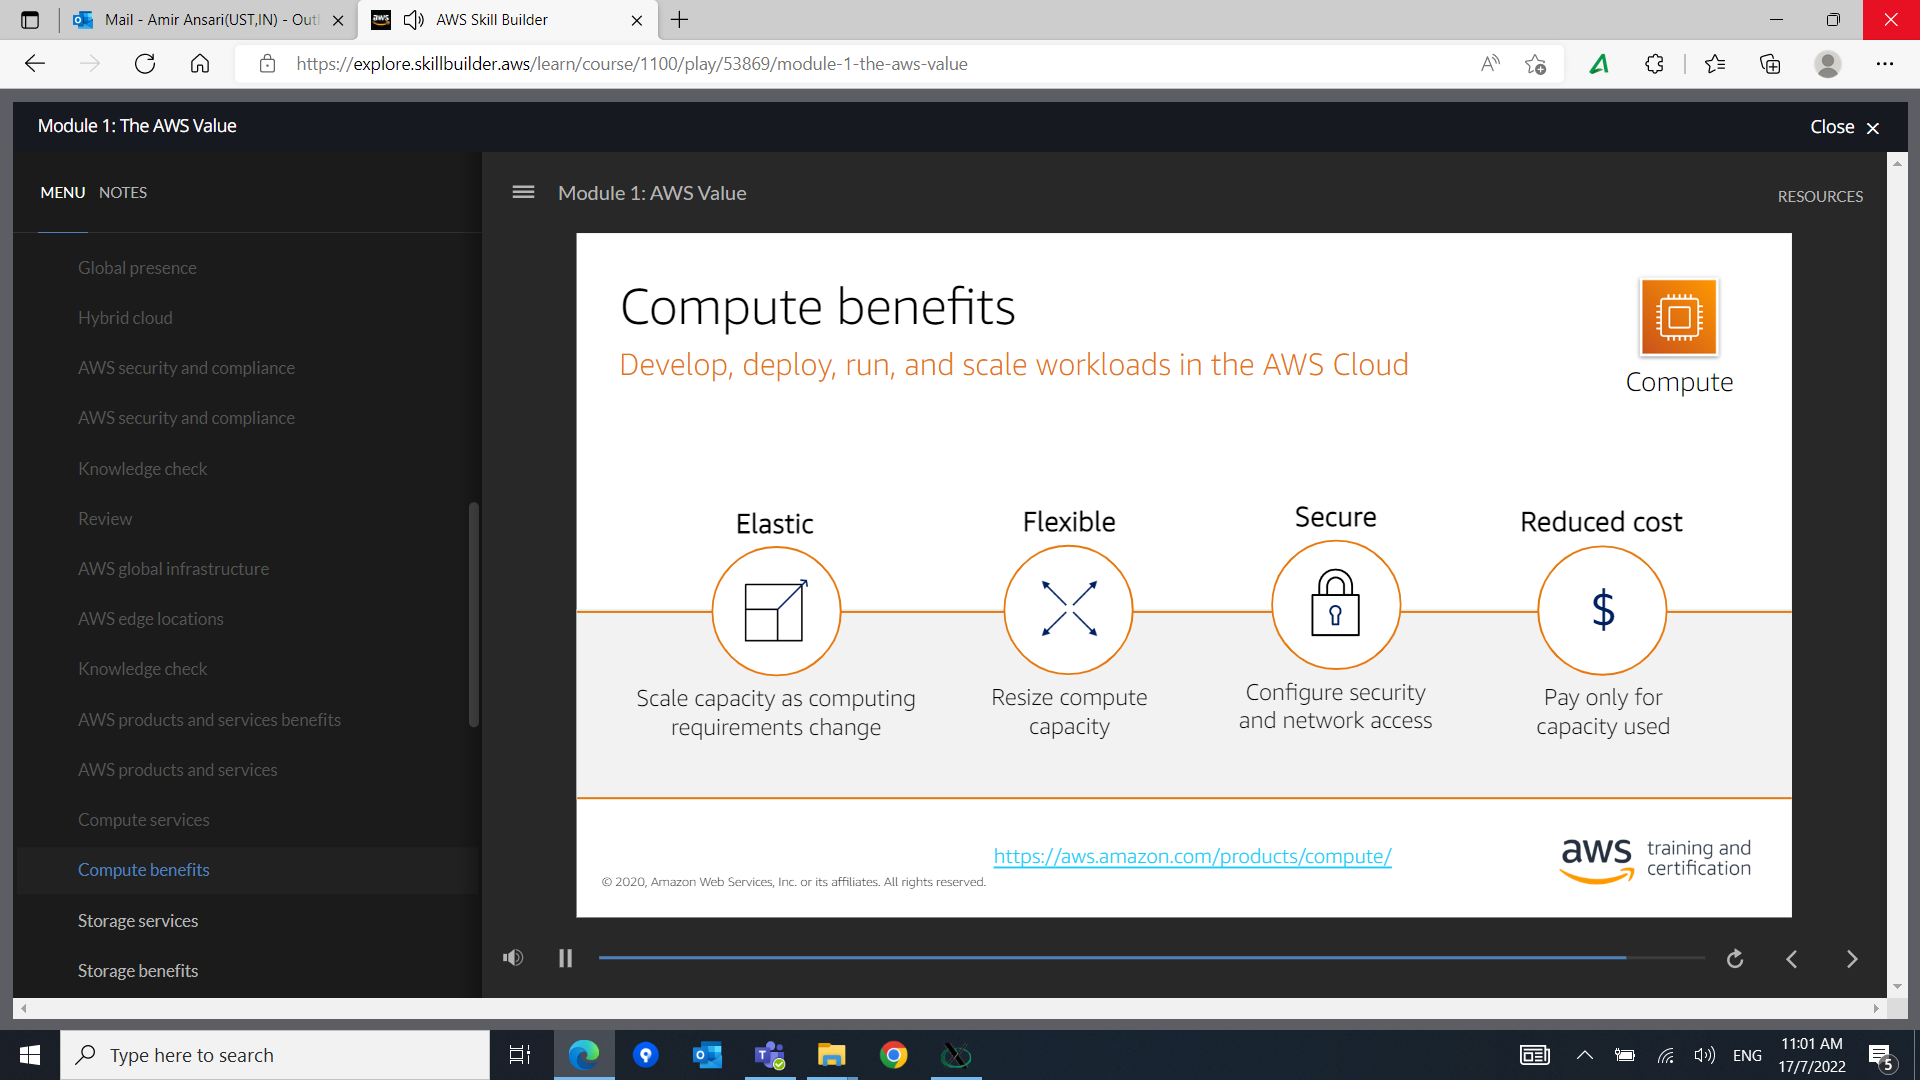 Mail - Amir Ansari(UST,IN) - Outl
aws
AWS Skill Builder
https://explore.skillbuilder.aws/learn/course/1100/play/53869/module-1-the-aws-value
Module 1: The AWS Value
Close
MENU
NOTES
Module 1: AWS Value
RESOURCES
Global presence
Hybrid cloud
AWS security and compliance
AWS security and compliance
Knowledge check
Review
AWS global infrastructure
AWS edge locations
Knowledge check
AWS products and services benefits
AWS products and services
Compute services
Compute benefits
Storage services
Storage benefits
Compute benefits
Develop, deploy, run, and scale workloads in the AWS Cloud
Compute
Elastic
Scale capacity as computing
requirements change
Flexible
Resize compute
capacity
Secure
Configure security
and network access
Reduced cost
$
Pay only for
capacity used
https://aws.amazon.com/products/compute/
© 2020, Amazon Web Services, Inc. or its affiliates. All rights reserved.
aws training and
certification
Type here to search
ENG
11:01 AM
17/7/2022
5